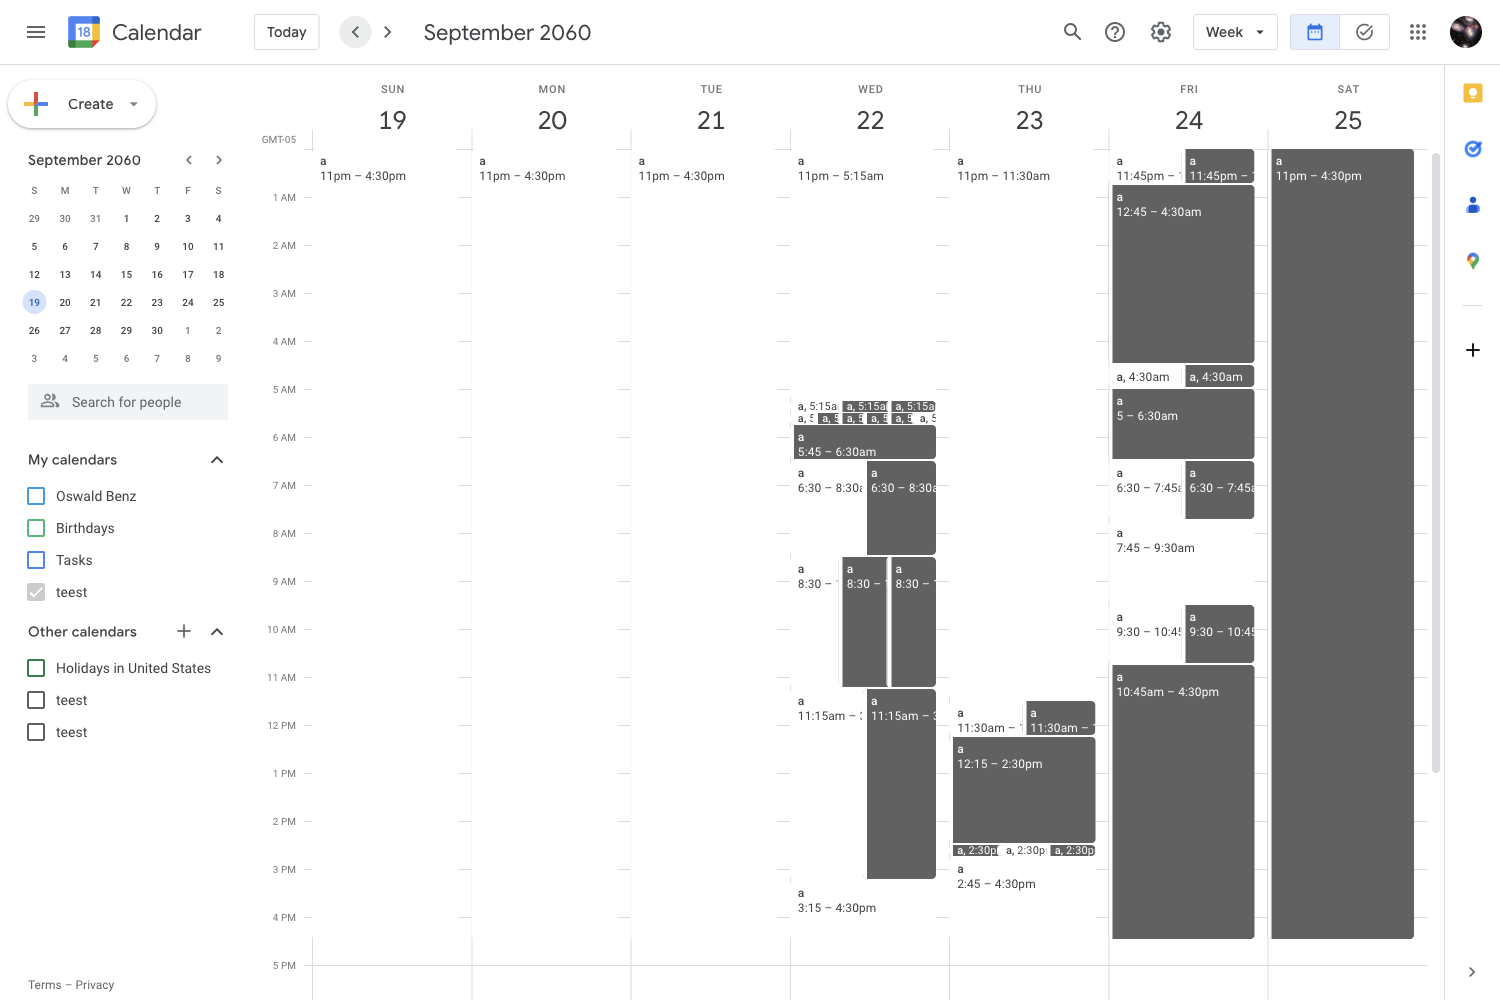 18 Calendar
Today
September 2060
Week
Create
September 2060
S M T W T F S
29 30 31 1 2 3 4
5 6 7 8 9 10 11
12 13 14 15 16 17 18
19 20 21 22 23 24 25
26 27 28 29 30 1 2
3 4 5 6 7 8 9
Search for people
My calendars
Oswald Benz
Birthdays
Tasks
teest
Other calendars
Holidays in United States
teest
teest
Terms – Privacy
GMT-05
SUN
19
MON
20
TUE
21
WED
22
THU
23
FRI
24
SAT
25
1 AM
2 AM
3 AM
4 AM
5 AM
6 AM
7 AM
8 AM
9 AM
10 AM
11 AM
12 PM
1 PM
2 PM
3 PM
4 PM
5 PM
a
11pm – 4:30pm
a
11pm – 4:30pm
a
11pm – 4:30pm
a
11pm – 5:15am
a, 5:15a
a, 5:15a
a, 5:15a
a, 5
a, 5
a, 5
a, 5
a, 5
a, 5
a
5:45 – 6:30am
a
6:30 – 8:30a
a
6:30 – 8:30a
a
8:30 –
a
8:30 –
a
8:30 –
a
11:15am –
a
11:15am –
a
3:15 – 4:30pm
a
11pm – 11:30am
a
11:30am –
a
11:30am –
a
12:15 – 2:30pm
a, 2:30p
a, 2:30p
a, 2:30p
a
2:45 – 4:30pm
a
11:45pm –
a
11:45pm –
a
12:45 – 4:30am
a, 4:30am
a, 4:30am
a
5 – 6:30am
a
6:30 – 7:45a
a
6:30 – 7:45a
a
7:45 – 9:30am
a
9:30 – 10:45
a
9:30 – 10:45
a
10:45am – 4:30pm
a
11pm – 4:30pm